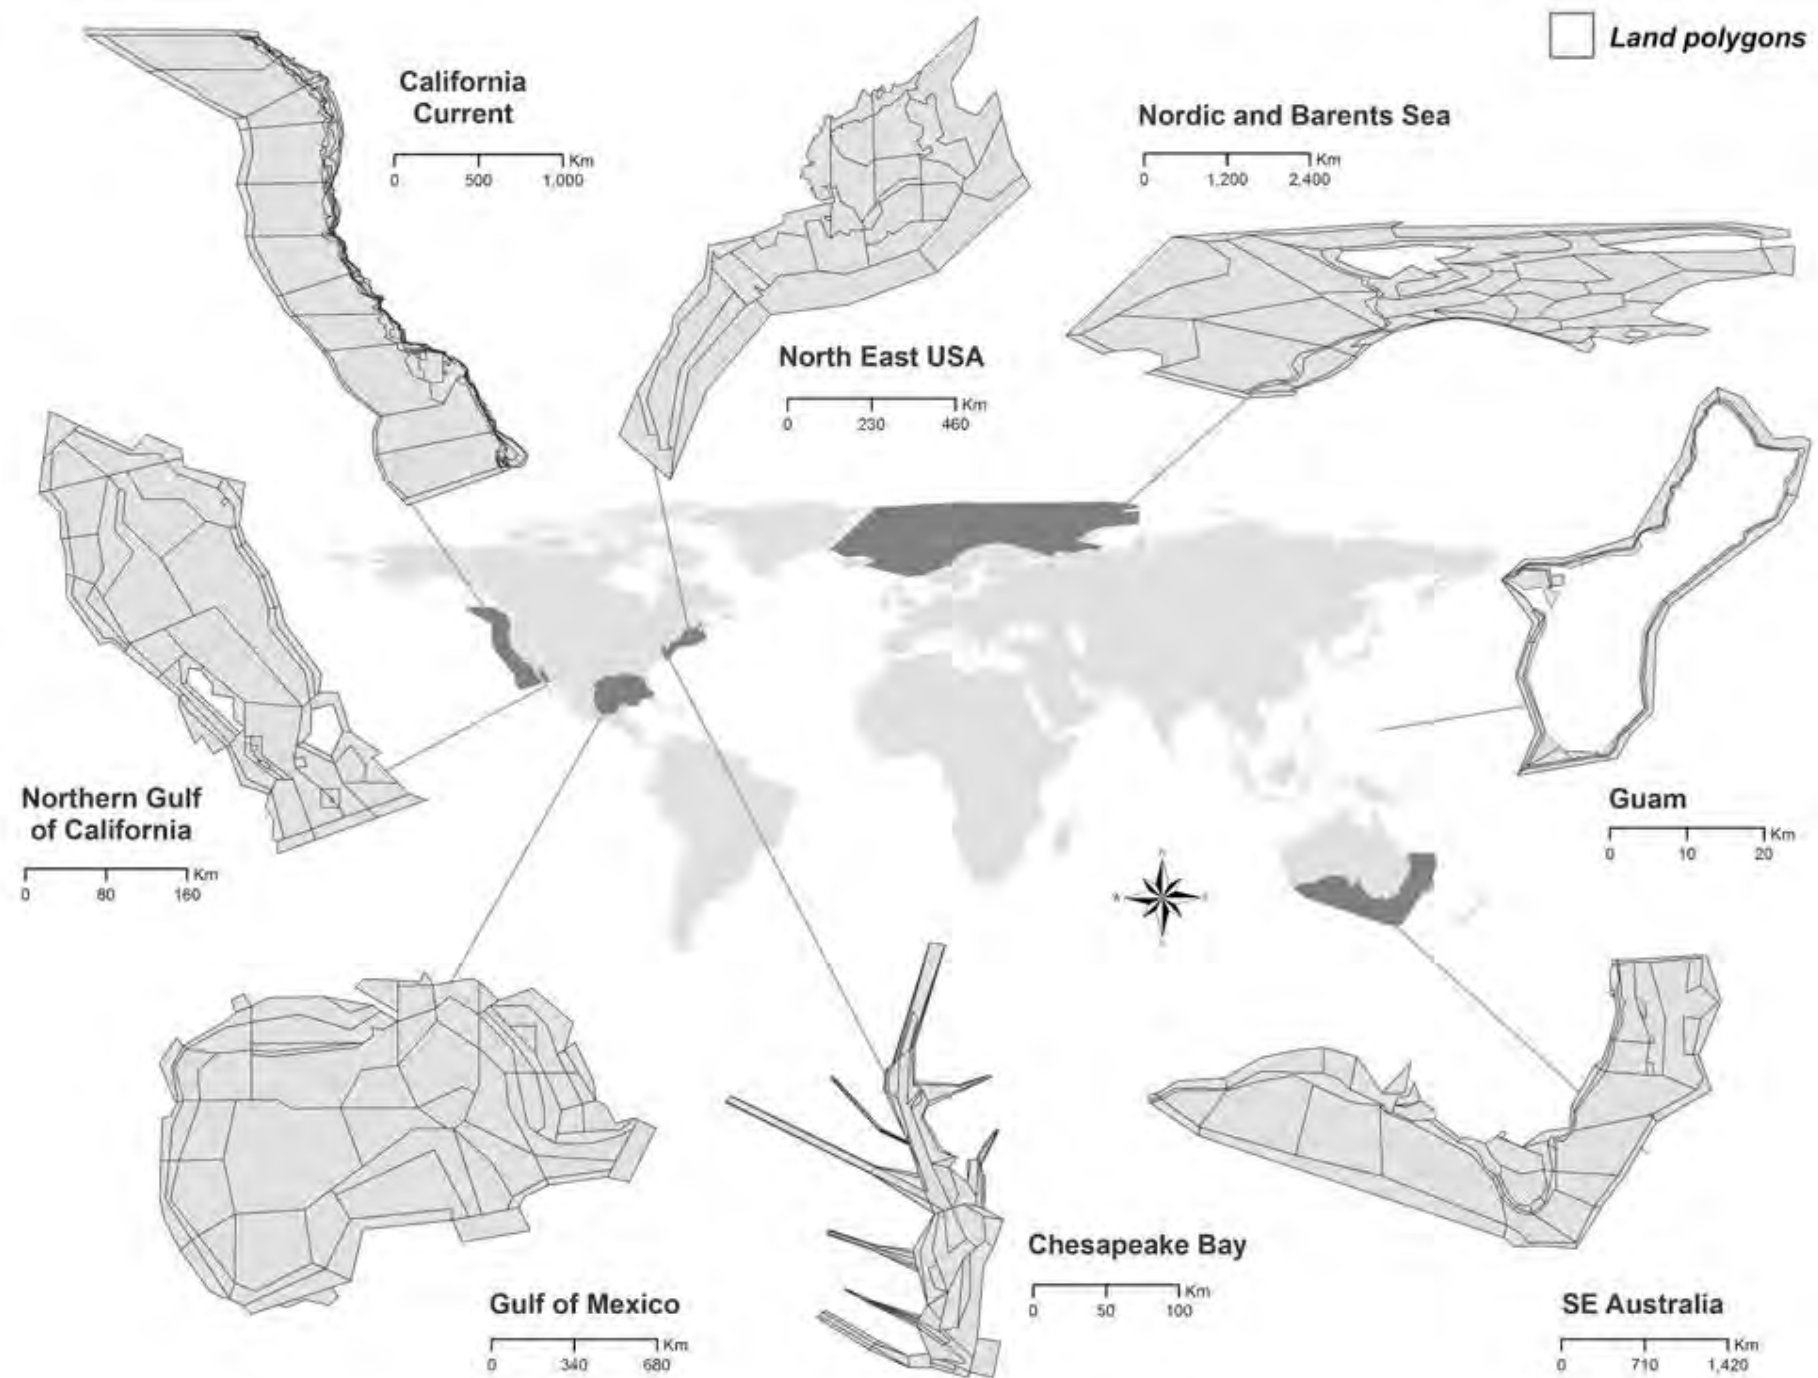 Land polygons
California
Current
Km
0 500 1,000
Nordic and Barents Sea
Km
0 1,200 2,400
North East USA
Km
0 230 460
Northern Gulf
of California
Km
0 80 160
Guam
Km
0 10 20
Gulf of Mexico
Km
0 340 680
Chesapeake Bay
Km
0 50 100
SE Australia
Km
0 710 1,420